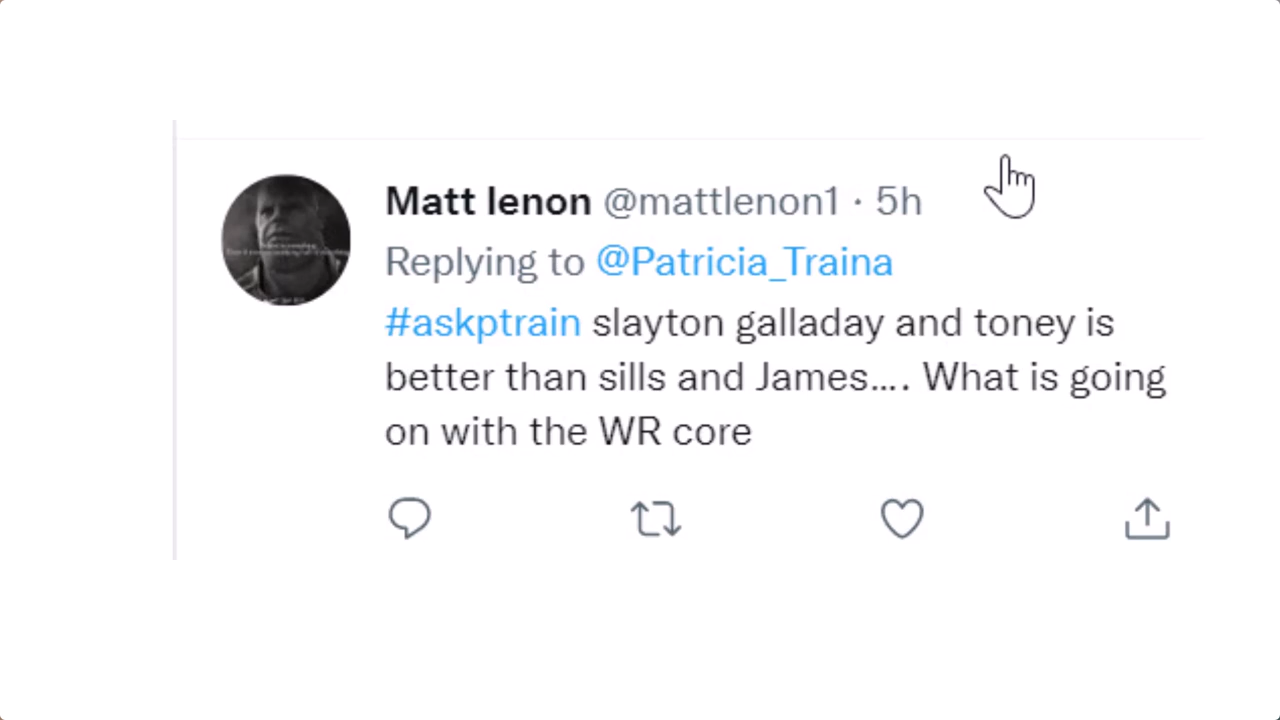 Matt lenon @mattlenon1 · 5h
Replying to @Patricia_Traina
#askptrain slayton galladay and toney is
better than sills and James.... What is going
on with the WR core